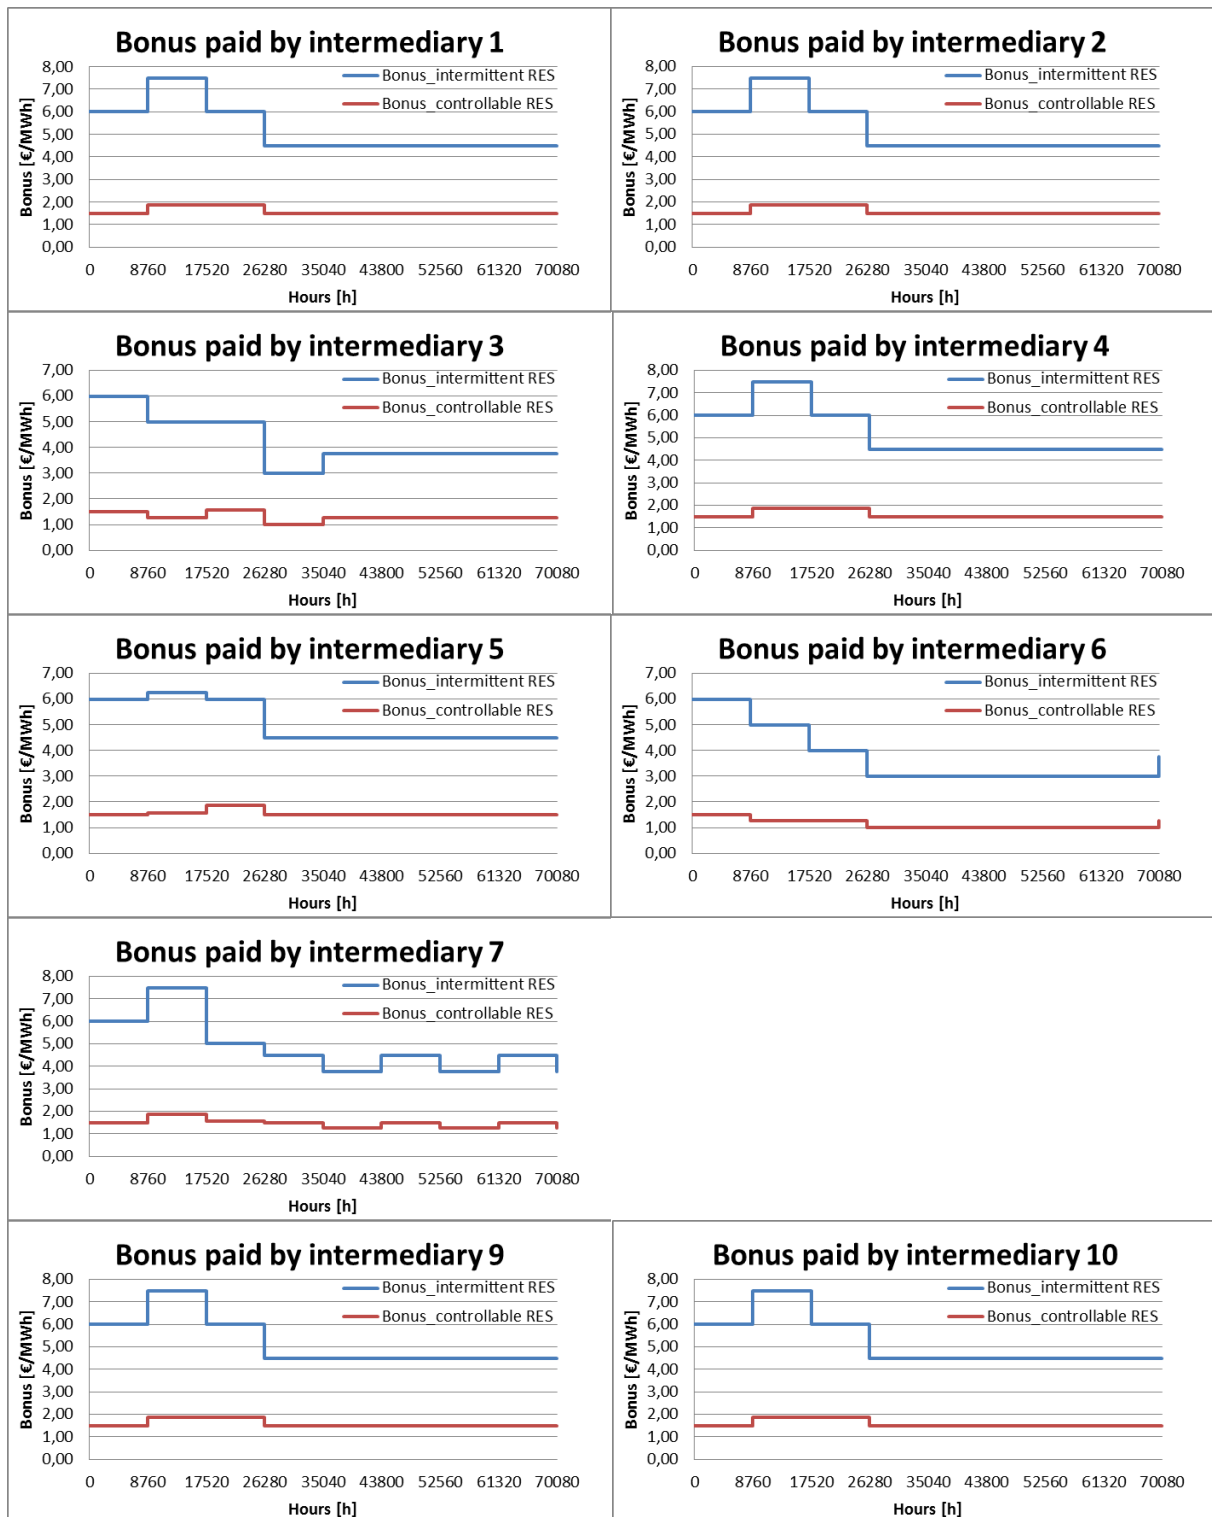 Bonus paid by intermediary 1
Bonus [€/MWh]
8,00
7,00
6,00
5,00
4,00
3,00
2,00
1,00
0,00
Bonus_intermittent RES
Bonus_controllable RES
0 8760 17520 26280 35040 43800 52560 61320 70080
Hours [h]
Bonus paid by intermediary 2
Bonus [€/MWh]
8,00
7,00
6,00
5,00
4,00
3,00
2,00
1,00
0,00
Bonus_intermittent RES
Bonus_controllable RES
0 8760 17520 26280 35040 43800 52560 61320 70080
Hours [h]
Bonus paid by intermediary 3
Bonus [€/MWh]
7,00
6,00
5,00
4,00
3,00
2,00
1,00
0,00
Bonus_intermittent RES
Bonus_controllable RES
0 8760 17520 26280 35040 43800 52560 61320 70080
Hours [h]
Bonus paid by intermediary 4
Bonus [€/MWh]
8,00
7,00
6,00
5,00
4,00
3,00
2,00
1,00
0,00
Bonus_intermittent RES
Bonus_controllable RES
0 8760 17520 26280 35040 43800 52560 61320 70080
Hours [h]
Bonus paid by intermediary 5
Bonus [€/MWh]
7,00
6,00
5,00
4,00
3,00
2,00
1,00
0,00
Bonus_intermittent RES
Bonus_controllable RES
0 8760 17520 26280 35040 43800 52560 61320 70080
Hours [h]
Bonus paid by intermediary 6
Bonus [€/MWh]
7,00
6,00
5,00
4,00
3,00
2,00
1,00
0,00
Bonus_intermittent RES
Bonus_controllable RES
0 8760 17520 26280 35040 43800 52560 61320 70080
Hours [h]
Bonus paid by intermediary 7
Bonus [€/MWh]
8,00
7,00
6,00
5,00
4,00
3,00
2,00
1,00
0,00
Bonus_intermittent RES
Bonus_controllable RES
0 8760 17520 26280 35040 43800 52560 61320 70080
Hours [h]
Bonus paid by intermediary 9
Bonus [€/MWh]
8,00
7,00
6,00
5,00
4,00
3,00
2,00
1,00
0,00
Bonus_intermittent RES
Bonus_controllable RES
0 8760 17520 26280 35040 43800 52560 61320 70080
Hours [h]
Bonus paid by intermediary 10
Bonus [€/MWh]
8,00
7,00
6,00
5,00
4,00
3,00
2,00
1,00
0,00
Bonus_intermittent RES
Bonus_controllable RES
0 8760 17520 26280 35040 43800 52560 61320 70080
Hours [h]